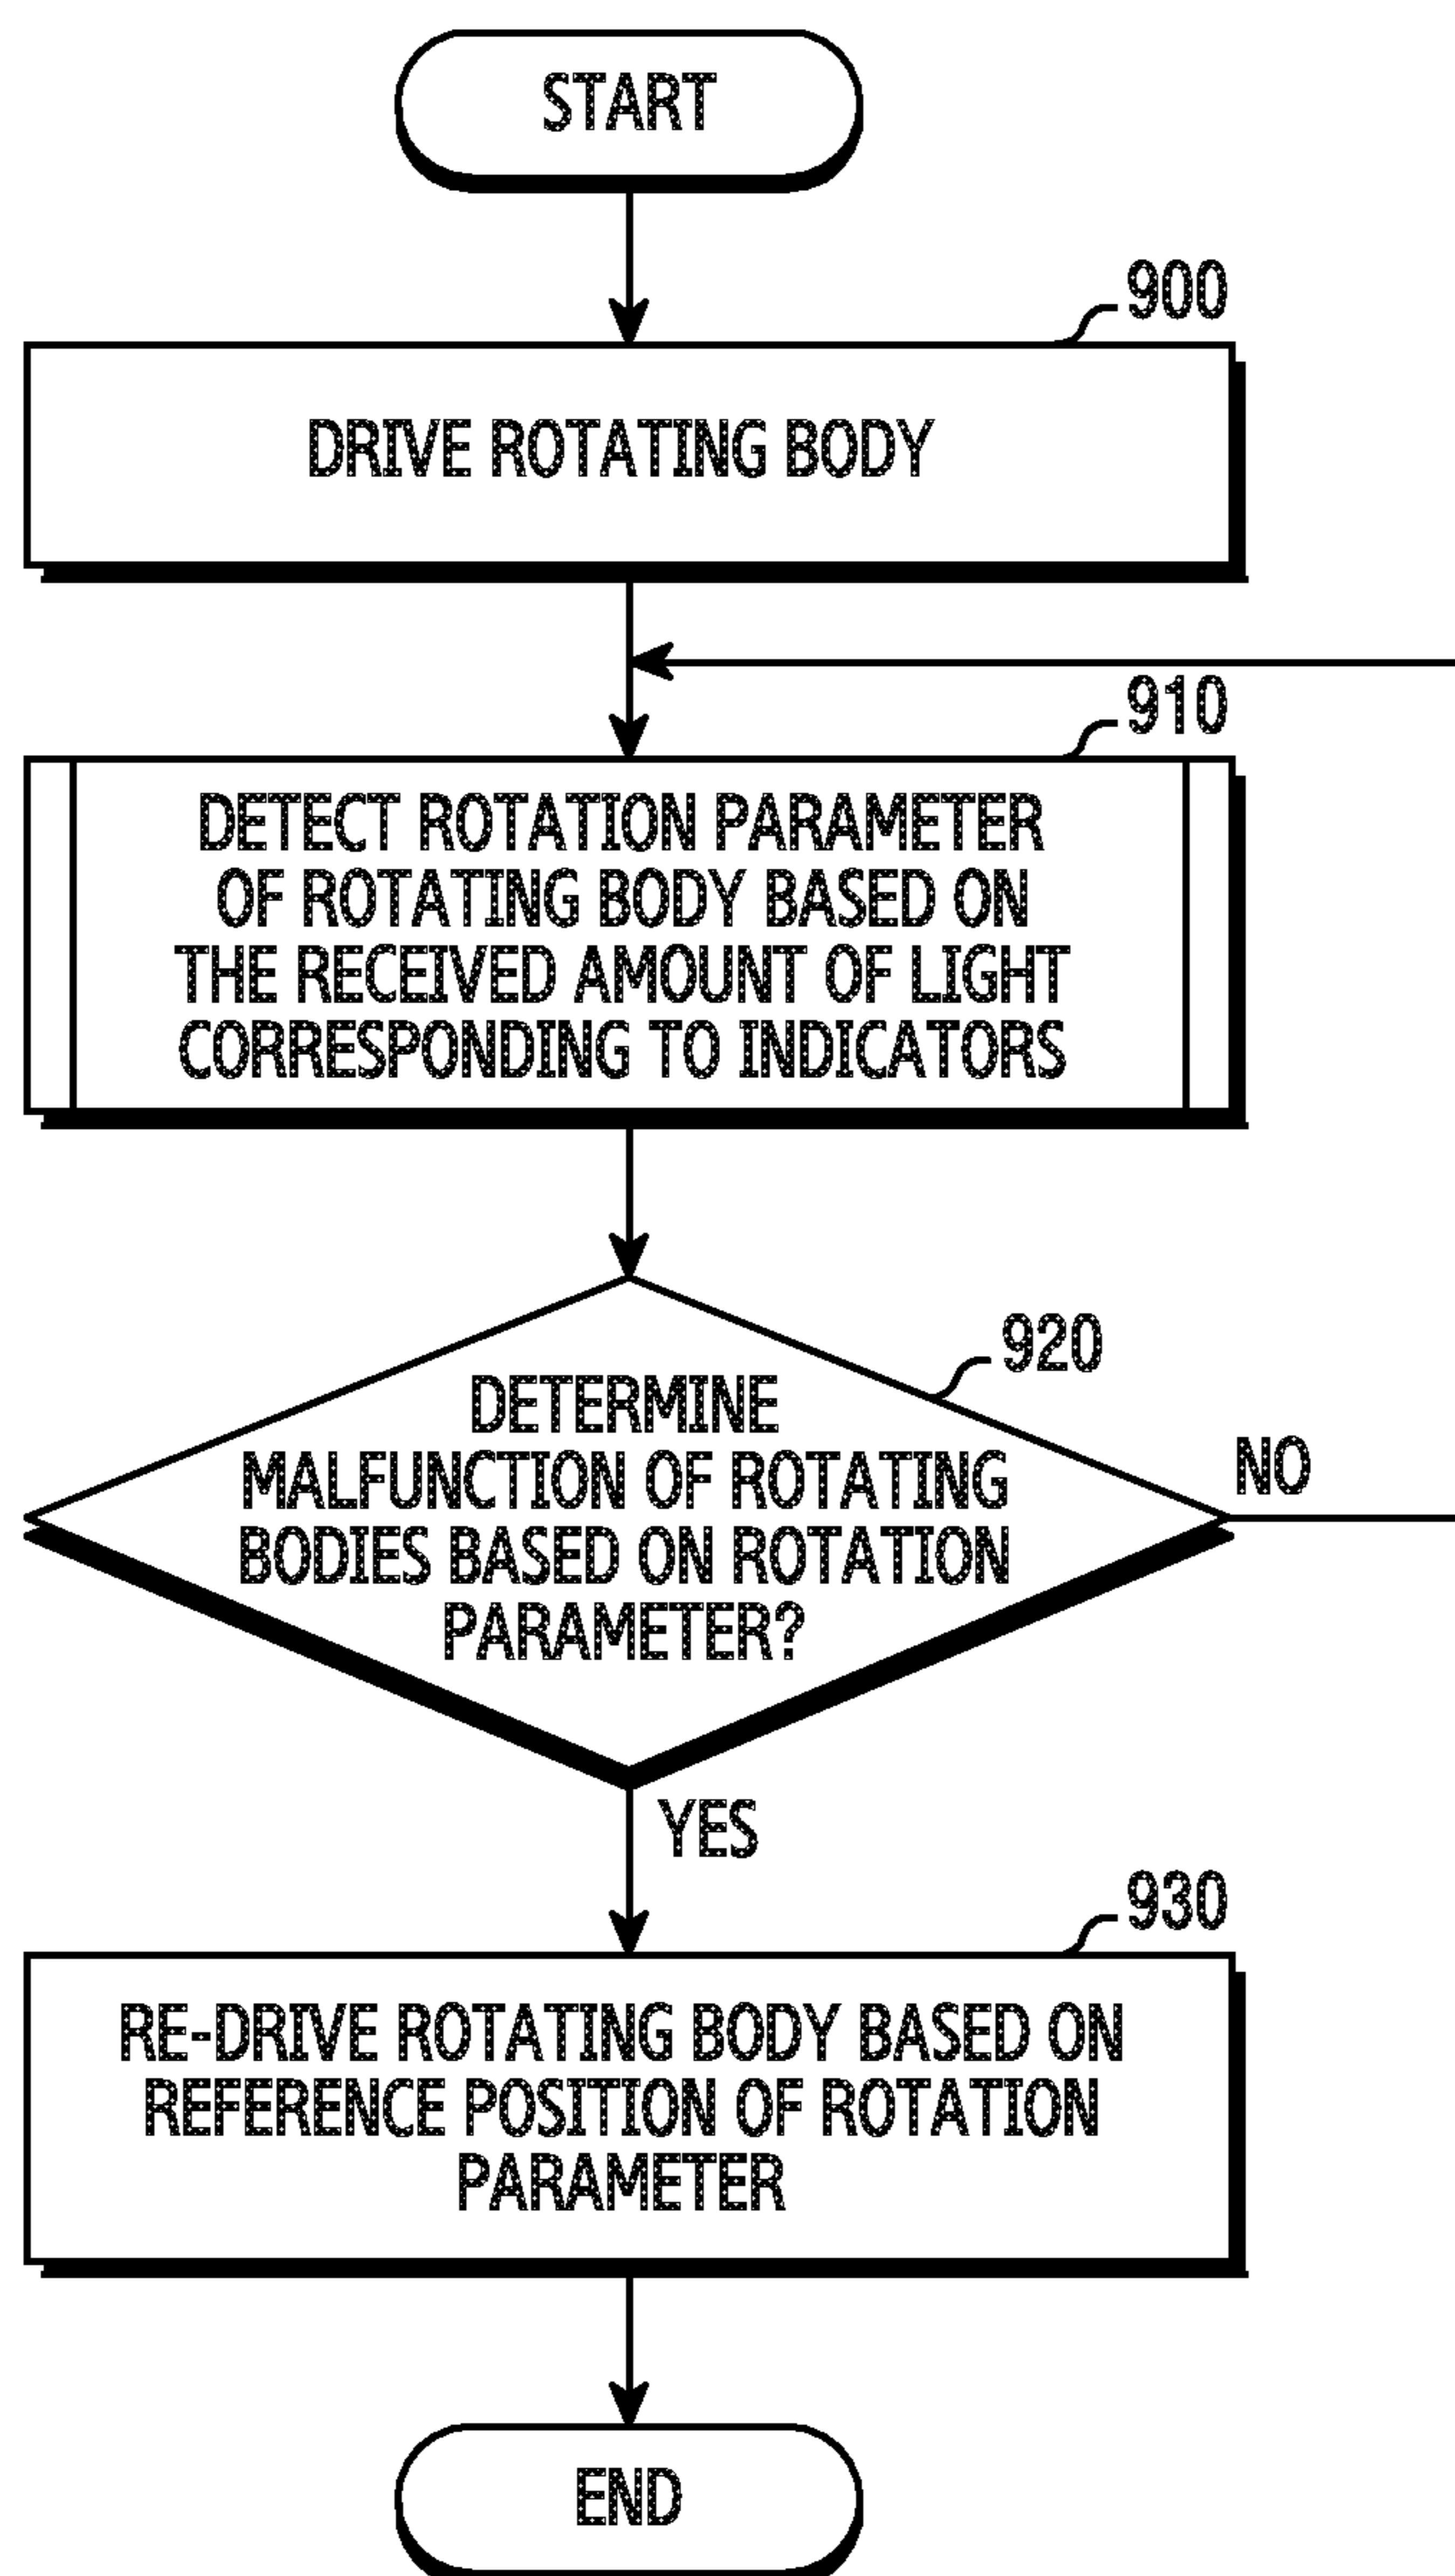 START
900
DRIVE ROTATING BODY
910
DETECT ROTATION PARAMETER
OF ROTATING BODY BASED ON
THE RECEIVED AMOUNT OF LIGHT
CORRESPONDING TO INDICATORS
920
DETERMINE
MALFUNCTION OF ROTATING
BODIES BASED ON ROTATION
PARAMETER?
NO
YES
930
RE-DRIVE ROTATING BODY BASED ON
REFERENCE POSITION OF ROTATION
PARAMETER
END